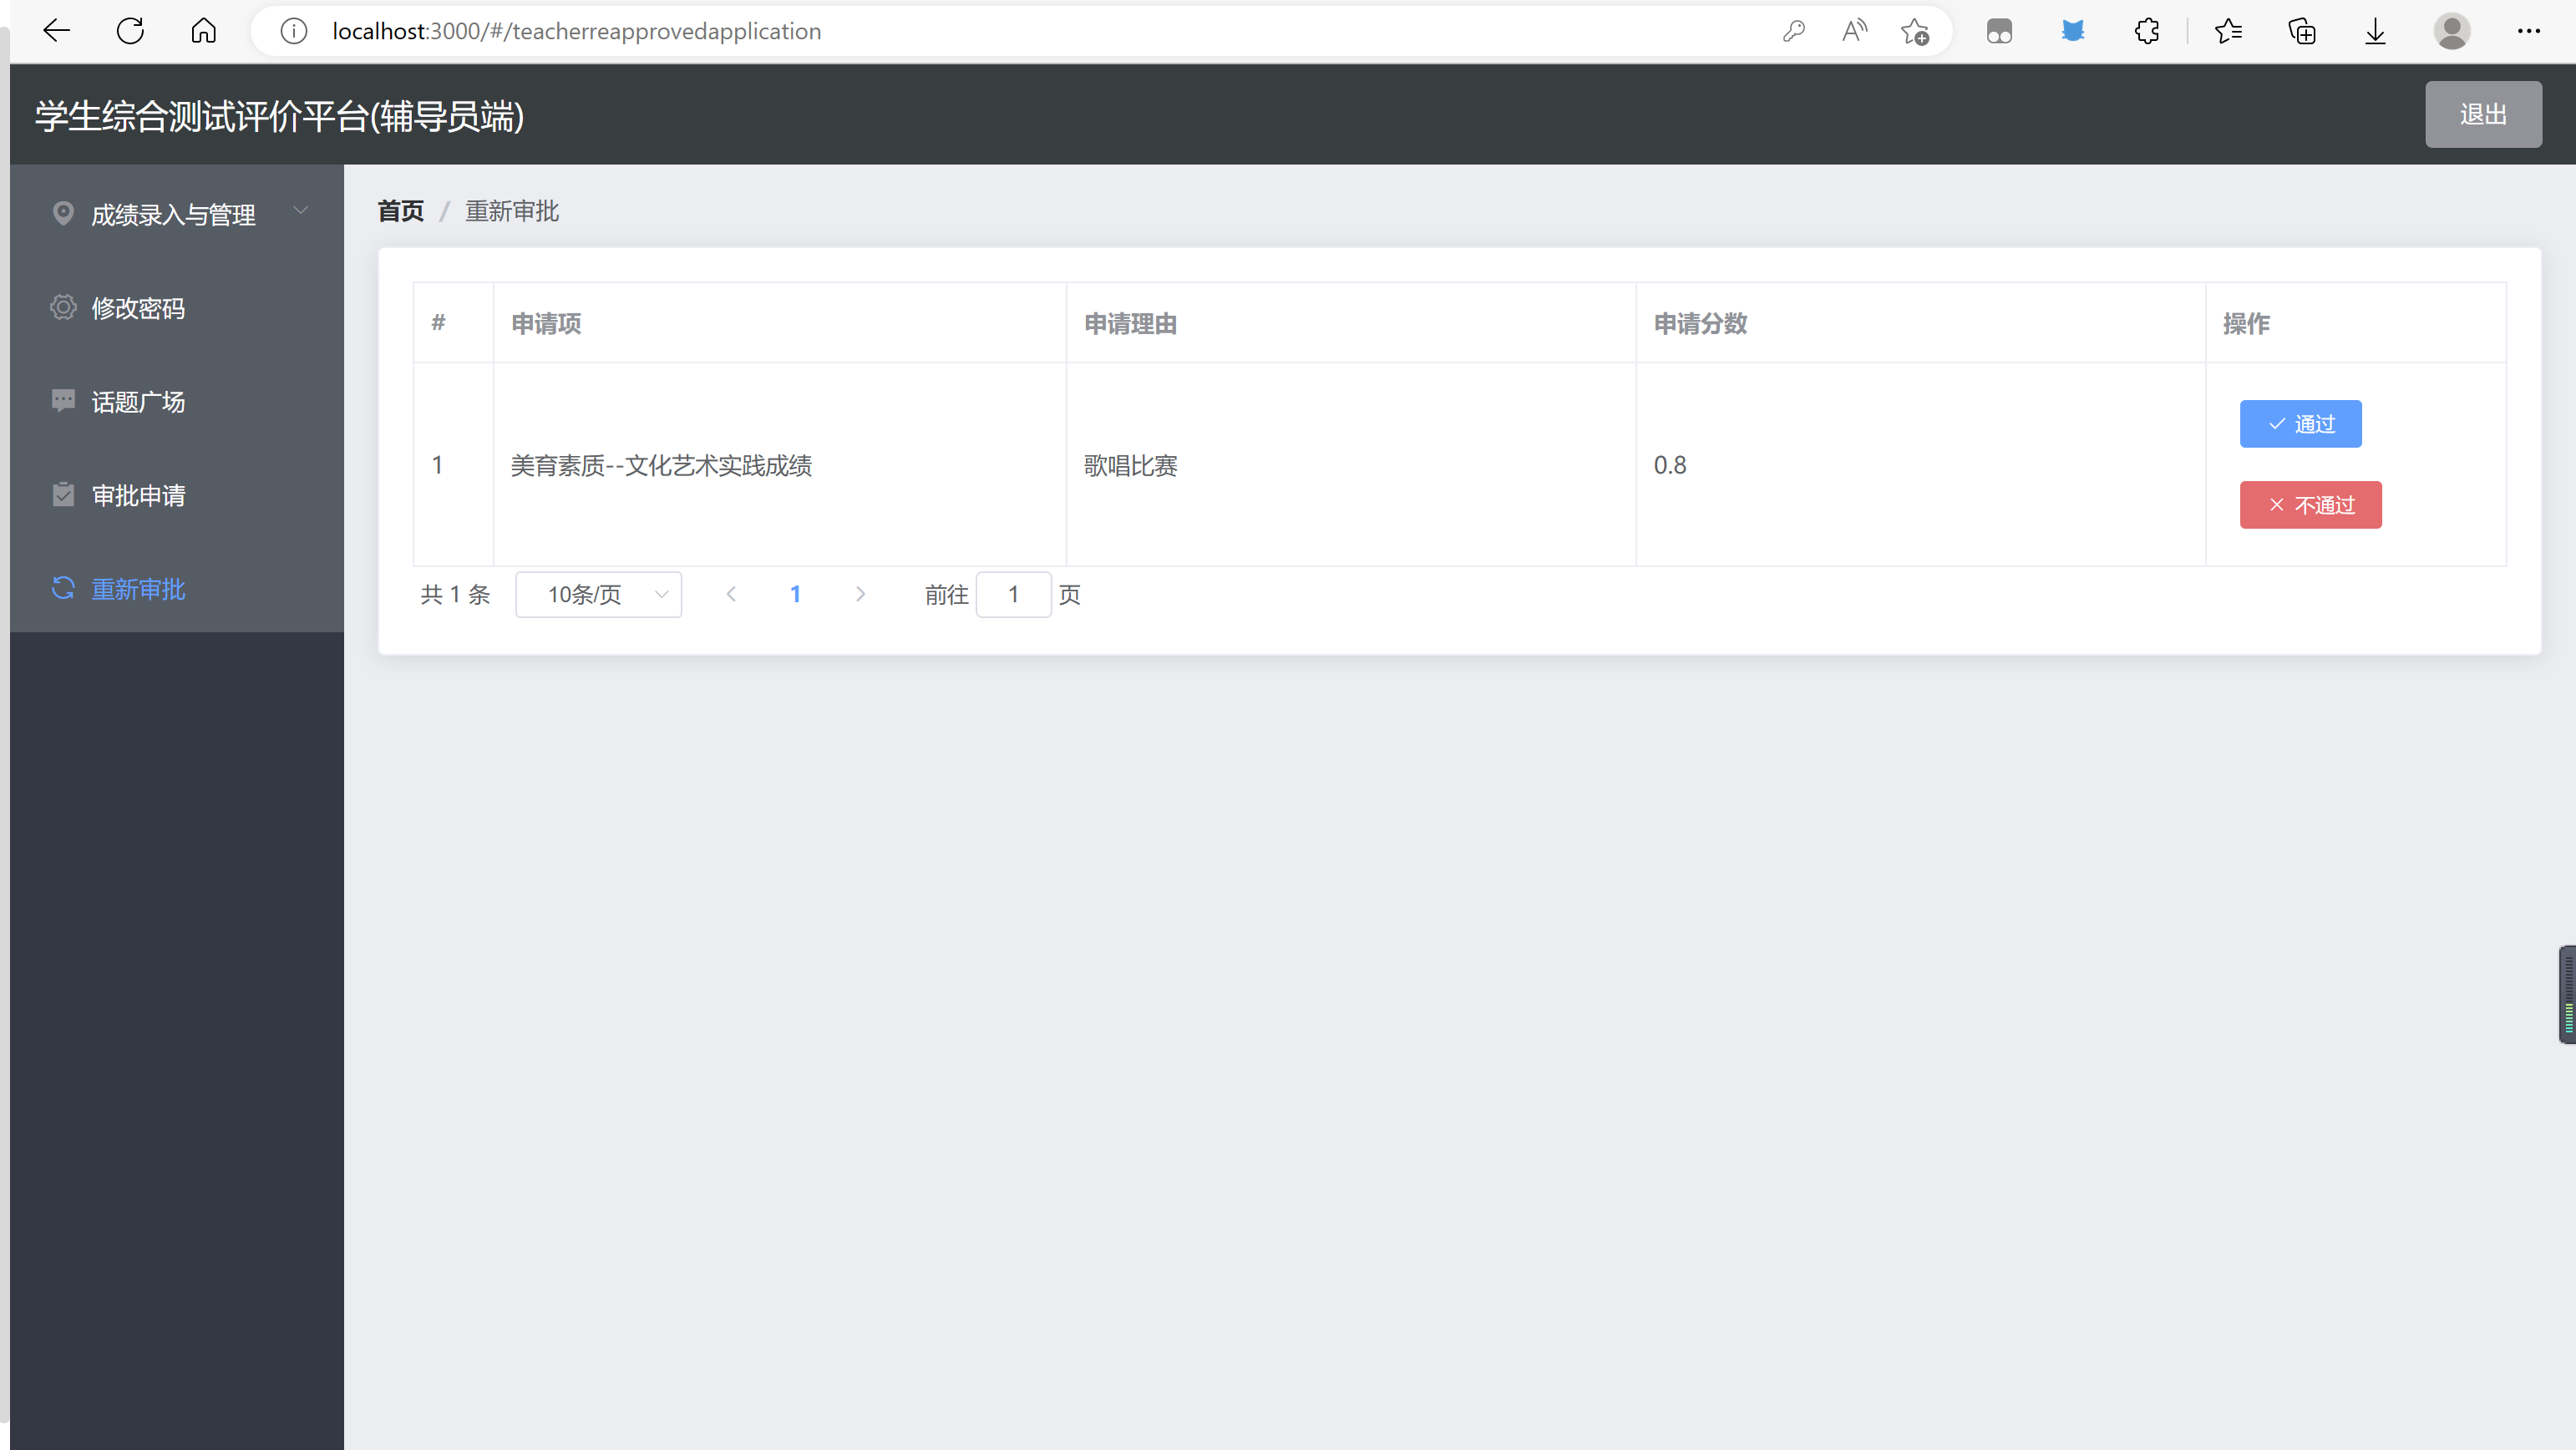 localhost:3000/#/teacherreapprovedapplication
学生综合测试评价平台(辅导员端)
退出
成绩录入与管理
修改密码
话题广场
审批申请
重新审批
首页 / 重新审批
# 申请项 申请理由 申请分数 操作
1 美育素质--文化艺术实践成绩 歌唱比赛 0.8
通过
不通过
共 1 条 10条/页 1 前往 1 页